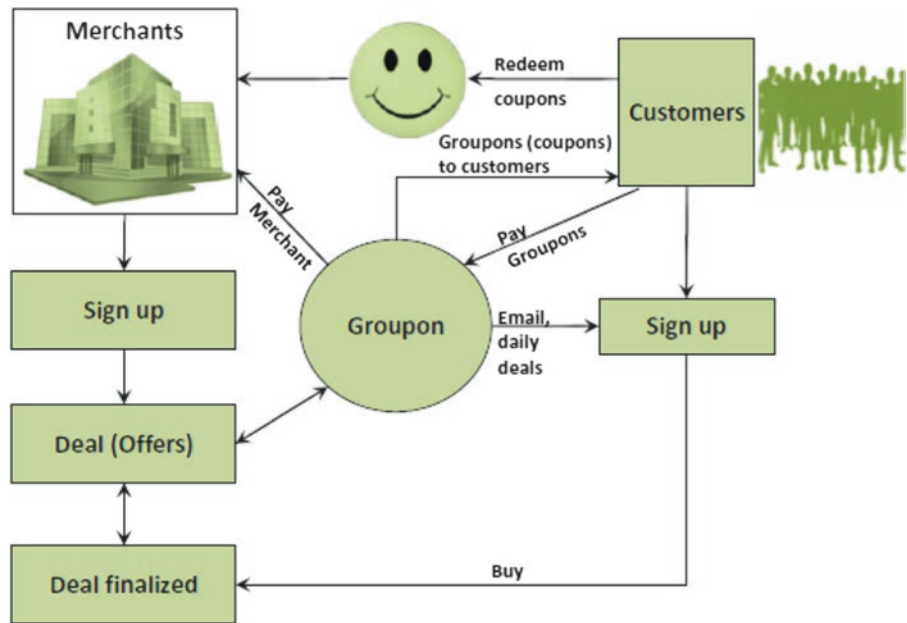 Merchants
Redeem
coupons
Customers
Groupons (coupons)
to customers
Pay
Merchant
Pay
Groupons
Sign up
Groupon
Email,
daily
deals
Sign up
Deal (Offers)
Deal finalized
Buy